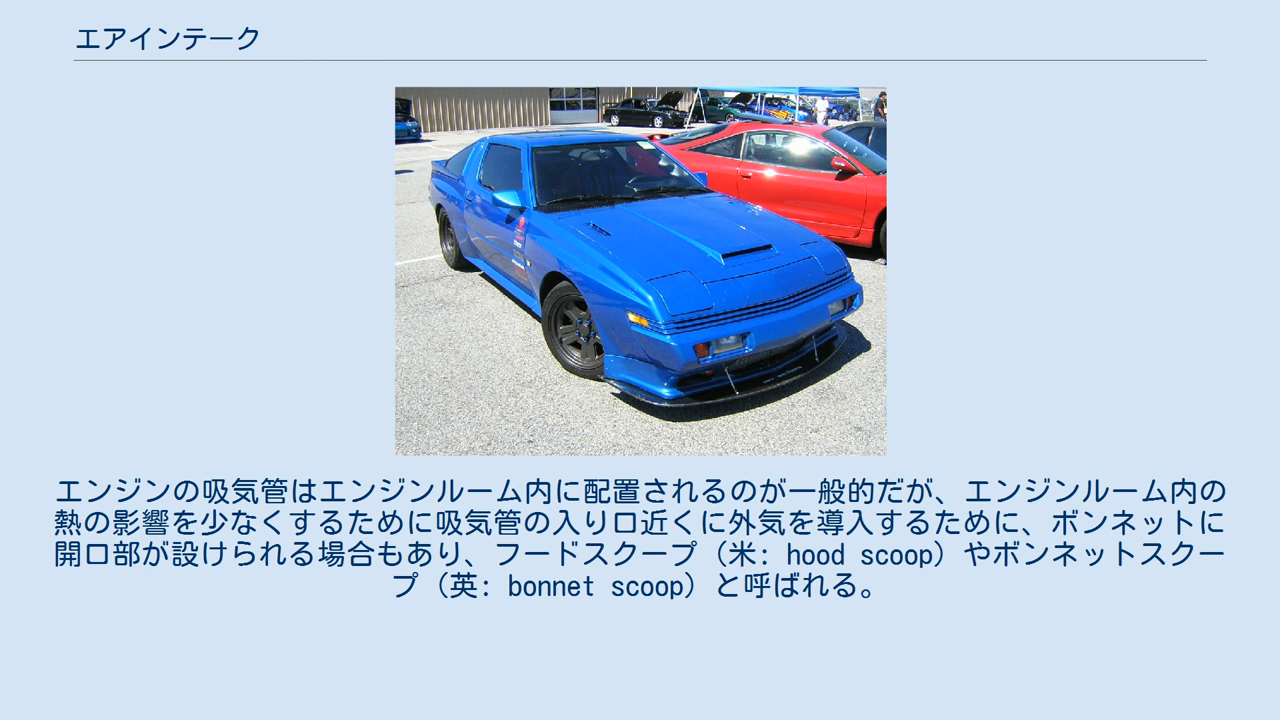 エアインテーク
エンジンの吸気管はエンジンルーム内に配置されるのが一般的だが、エンジンルーム内の
熱の影響を少なくするために吸気管の入り口近くに外気を導入するために、ボンネットに
開口部が設けられる場合もあり、フードスクープ（米: hood scoop）やボンネットスクー
プ（英: bonnet scoop）と呼ばれる。